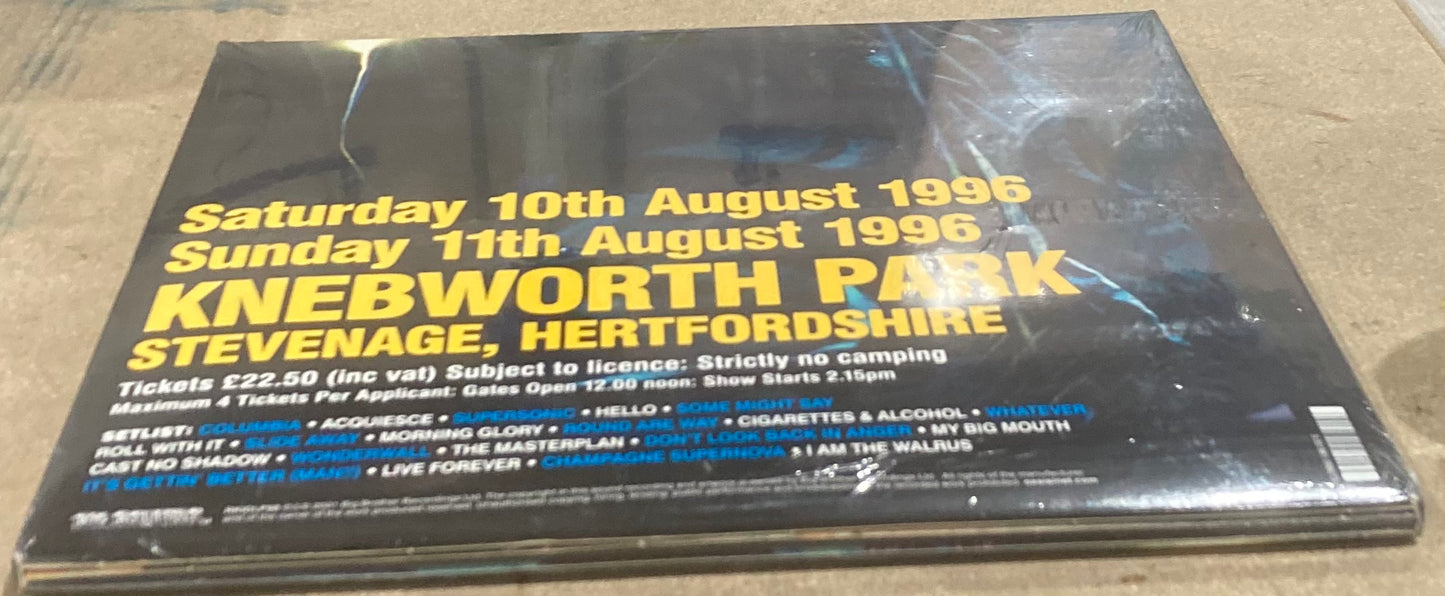 Saturday 10th August 1996
Sunday 11th August 1996
KNEBWORTH PARK
STEVENAGE, HERTFORDSHIRE
Tickets £22.50 (inc vat) Subject to licence: Strictly no camping
Maximum 4 Tickets Per Applicant: Gates Open 12.00 noon: Show Starts 2.15pm
SETLIST: COLUMBIA • ACQUIESCE • SUPERSONIC • HELLO • SOME MIGHT SAY
ROLL WITH IT • SLIDE AWAY • MORNING GLORY • ROUND ARE WAY • CIGARETTES & ALCOHOL • WHATEVER
CAST NO SHADOW • WONDERWALL • THE MASTERPLAN • DON'T LOOK BACK IN ANGER • MY BIG MOUTH
IT'S GETTIN' BETTER (MAN!!) • LIVE FOREVER • CHAMPAGNE SUPERNOVA • I AM THE WALRUS